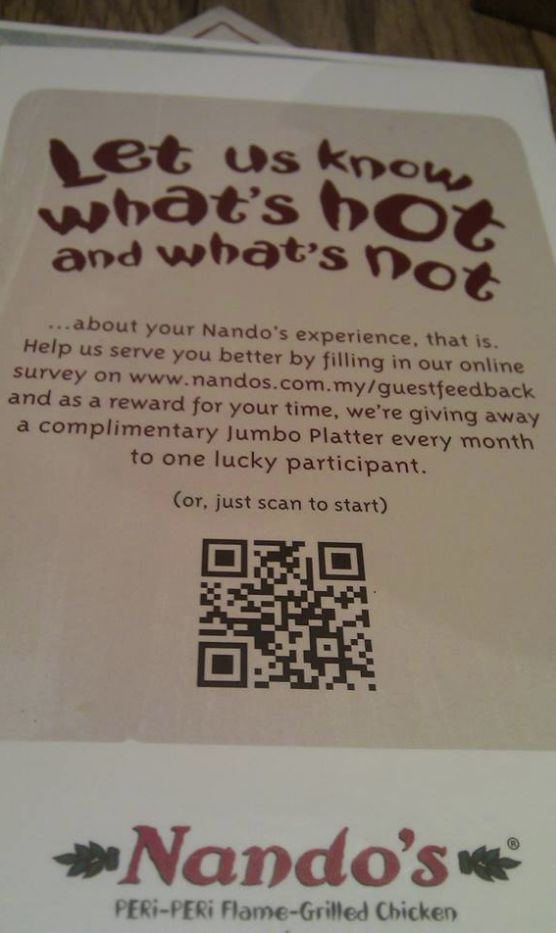 Let us know
what's hot
and what's not
...about your Nando's experience, that is.
Help us serve you better by filling in our online
survey on www.nandos.com.my/guestfeedback
and as a reward for your time, we're giving away
a complimentary Jumbo Platter every month
to one lucky participant.
(or, just scan to start)
Nando's®
PERi-PERi Flame-Grilled Chicken